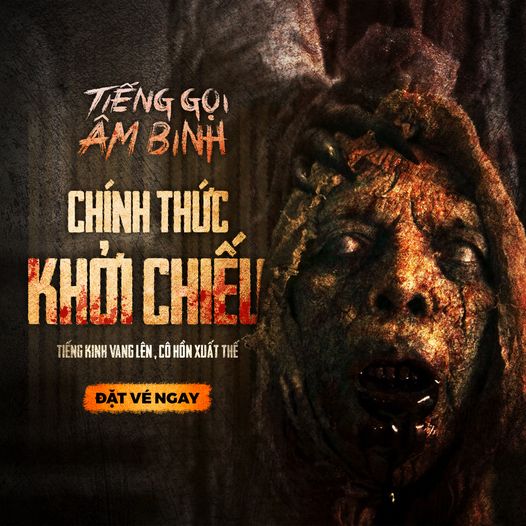 TIẾNG GỌI
ÂM BINH
CHÍNH THỨC
KHỞI CHIẾU
TIẾNG KINH VANG LÊN, CÔ HỒN XUẤT THẾ
ĐẶT VÉ NGAY